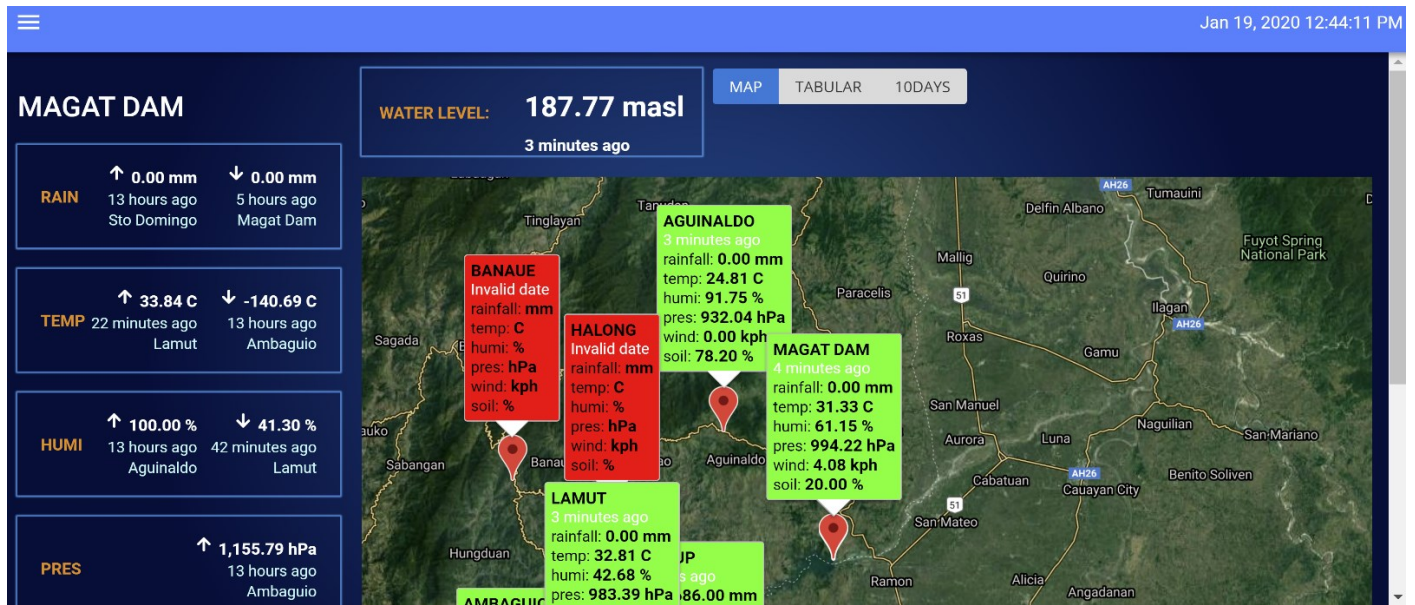 Jan 19, 2020 12:44:11 PM
MAGAT DAM
WATER LEVEL: 187.77 masl
3 minutes ago
MAP TABULAR 10DAYS
RAIN
↑ 0.00 mm ↓ 0.00 mm
13 hours ago 5 hours ago
Sto Domingo Magat Dam
TEMP
↑ 33.84 C ↓ -140.69 C
22 minutes ago 13 hours ago
Lamut Ambaguio
HUMI
↑ 100.00 % ↓ 41.30 %
13 hours ago 42 minutes ago
Aguinaldo Lamut
PRES
↑ 1,155.79 hPa
13 hours ago
Ambaguio
BANAUE
Invalid date
rainfall: mm
temp: C
humi: %
pres: hPa
wind: kph
soil: %
HALONG
Invalid date
rainfall: mm
temp: C
humi: %
pres: hPa
wind: kph
soil: %
AGUINALDO
3 minutes ago
rainfall: 0.00 mm
temp: 24.81 C
humi: 91.75 %
pres: 932.04 hPa
wind: 0.00 kph
soil: 78.20 %
MAGAT DAM
4 minutes ago
rainfall: 0.00 mm
temp: 31.33 C
humi: 61.15 %
pres: 994.22 hPa
wind: 4.08 kph
soil: 20.00 %
LAMUT
3 minutes ago
rainfall: 0.00 mm
temp: 32.81 C
humi: 42.68 %
pres: 983.39 hPa
UP
s ago
86.00 mm
Tinglayan
Sagada
Sabangan
Hungduan
Aguinaldo
Paracelis
AH26
Tumauini
Delfin Albano
Fuyot Spring
National Park
Mallig
Quirino
51
Ilagan
AH26
Roxas
Gamu
San Manuel
Naguilian
Aurora
Luna
San Mariano
AH26
Cabatuan
Cauayan City
Benito Soliven
51
San Mateo
Ramon
Alicia
Angadanan